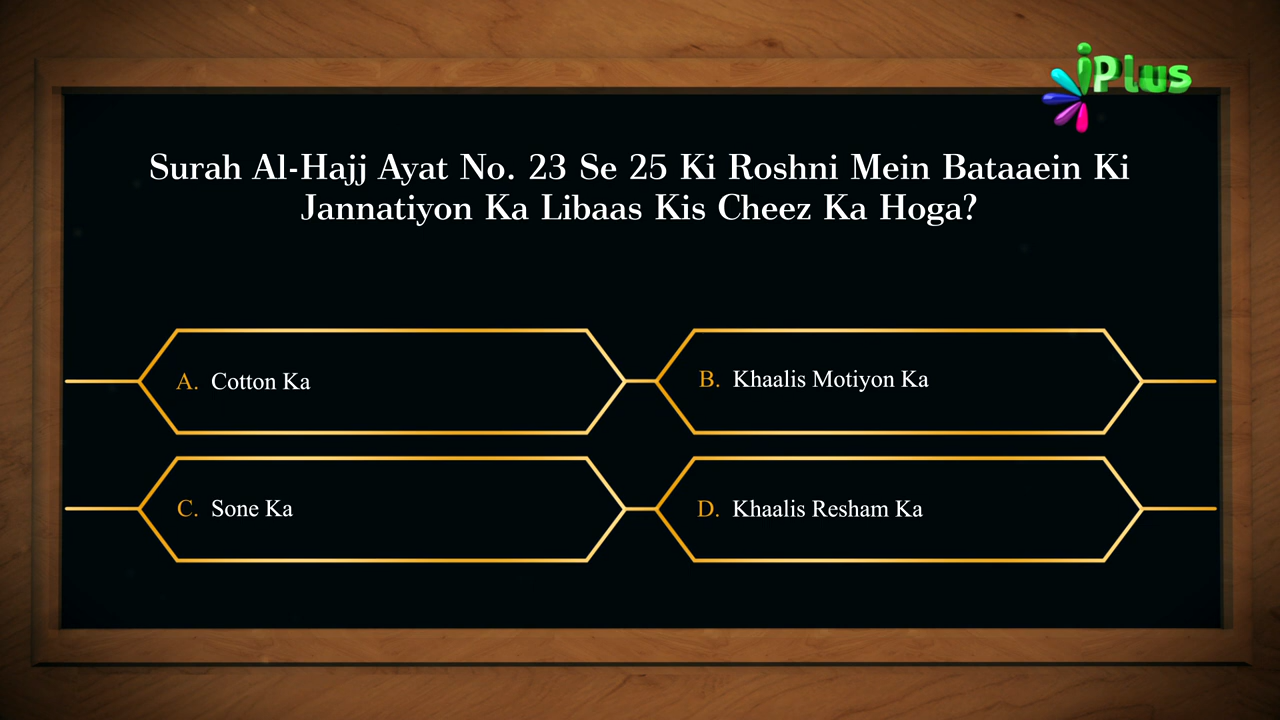 iPlus
Surah Al-Hajj Ayat No. 23 Se 25 Ki Roshni Mein Bataaein Ki
Jannatiyon Ka Libaas Kis Cheez Ka Hoga?
A. Cotton Ka
B. Khaalis Motiyon Ka
C. Sone Ka
D. Khaalis Resham Ka